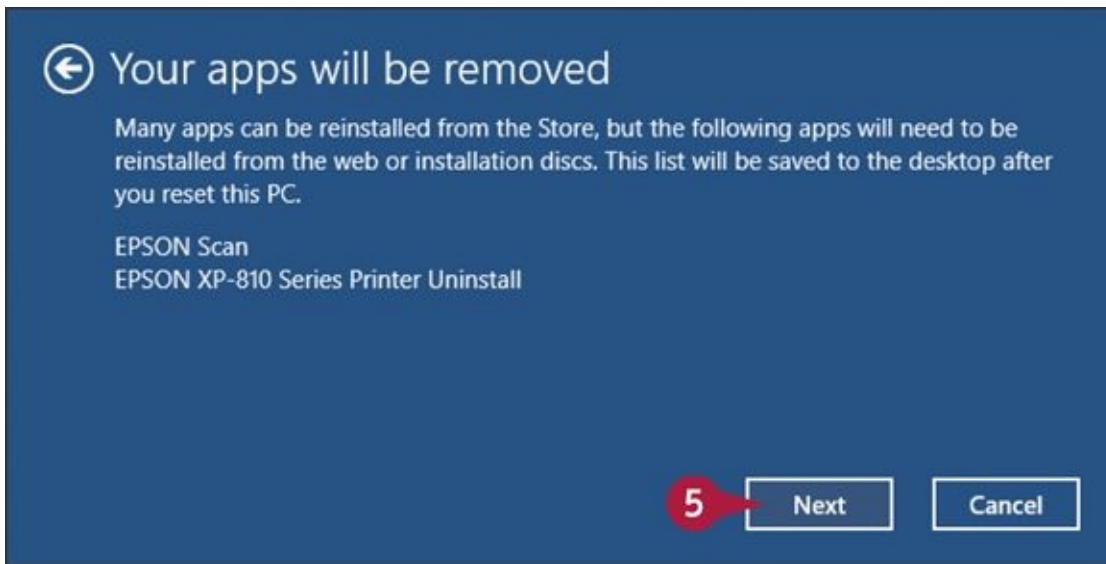 Your apps will be removed
Many apps can be reinstalled from the Store, but the following apps will need to be
reinstalled from the web or installation discs. This list will be saved to the desktop after
you reset this PC.
EPSON Scan
EPSON XP-810 Series Printer Uninstall
5 Next Cancel